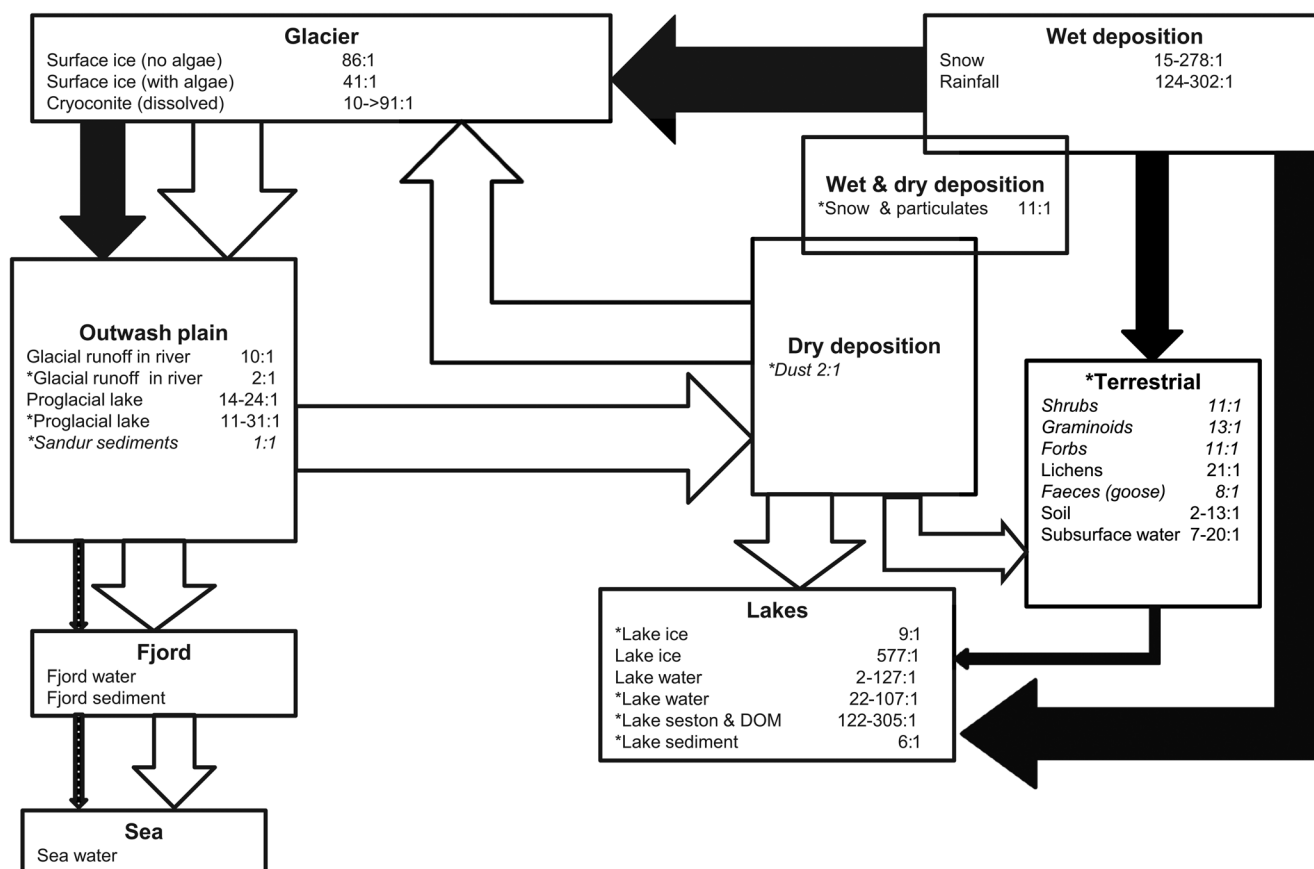 Glacier
Surface ice (no algae) 86:1
Surface ice (with algae) 41:1
Cryoconite (dissolved) 10->91:1
Wet deposition
Snow 15-278:1
Rainfall 124-302:1
Wet & dry deposition
*Snow & particulates 11:1
Outwash plain
Glacial runoff in river 10:1
*Glacial runoff in river 2:1
Proglacial lake 14-24:1
*Proglacial lake 11-31:1
*Sandur sediments 1:1
Dry deposition
*Dust 2:1
*Terrestrial
Shrubs 11:1
Graminoids 13:1
Forbs 11:1
Lichens 21:1
Faeces (goose) 8:1
Soil 2-13:1
Subsurface water 7-20:1
Lakes
*Lake ice 9:1
Lake ice 577:1
Lake water 2-127:1
*Lake water 22-107:1
*Lake seston & DOM 122-305:1
*Lake sediment 6:1
Fjord
Fjord water
Fjord sediment
Sea
Sea water